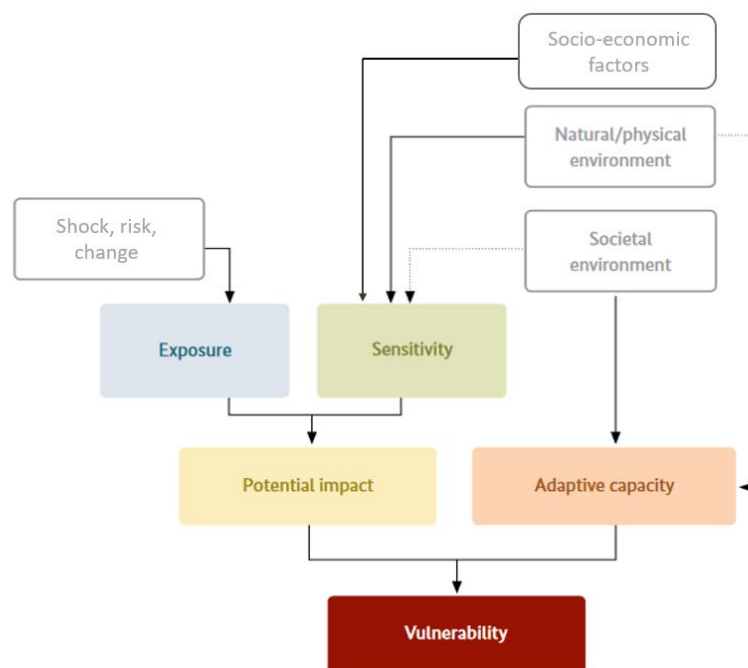 Socio-economic
factors
Natural/physical
environment
Shock, risk,
change
Societal
environment
Exposure
Sensitivity
Potential impact
Adaptive capacity
Vulnerability